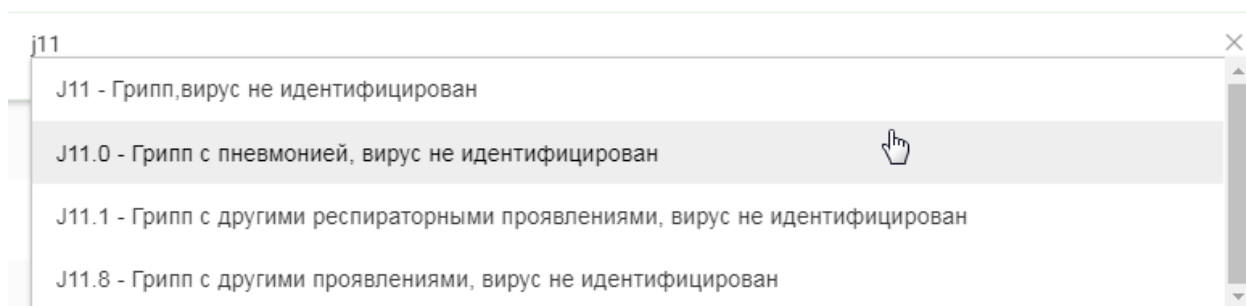 j11
J11 - Грипп,вирус не идентифицирован
J11.0 - Грипп с пневмонией, вирус не идентифицирован
J11.1 - Грипп с другими респираторными проявлениями, вирус не идентифицирован
J11.8 - Грипп с другими проявлениями, вирус не идентифицирован